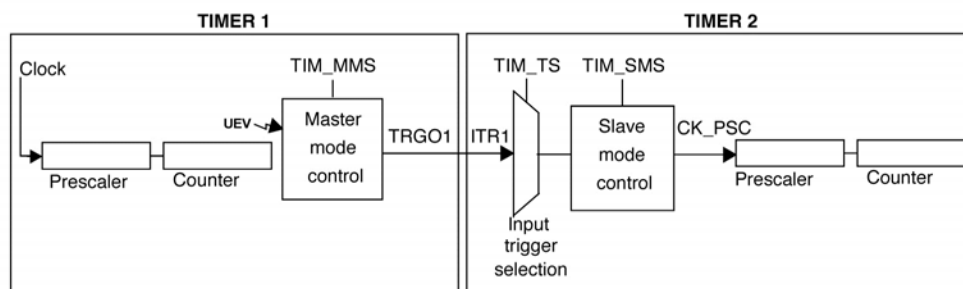 TIMER 1
Clock
TIM_MMS
UEV
Master
mode
control
TRGO1
Prescaler
Counter
TIMER 2
TIM_TS
TIM_SMS
ITR1
Slave
mode
control
CK_PSC
Prescaler
Counter
Input
trigger
selection